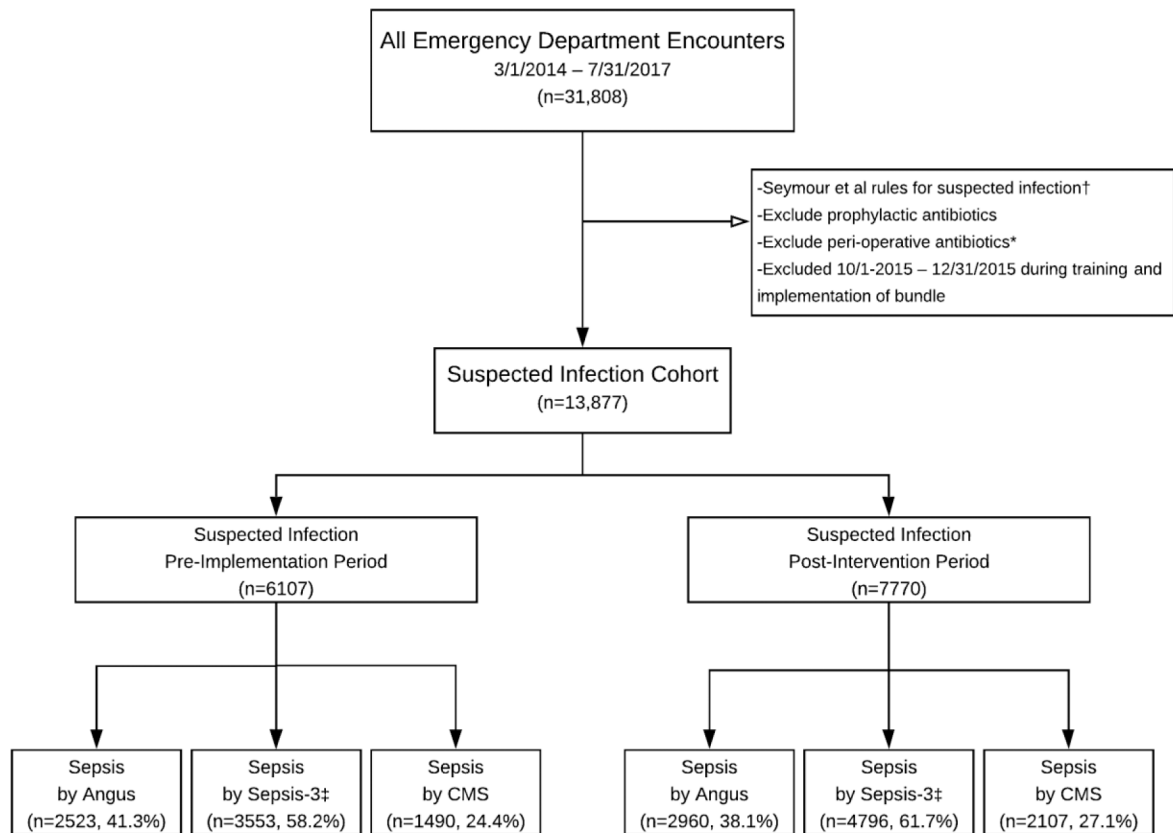 All Emergency Department Encounters
3/1/2014 – 7/31/2017
(n=31,808)
-Seymour et al rules for suspected infection†
-Exclude prophylactic antibiotics
-Exclude peri-operative antibiotics*
-Excluded 10/1-2015 – 12/31/2015 during training and
implementation of bundle
Suspected Infection Cohort
(n=13,877)
Suspected Infection
Pre-Implementation Period
(n=6107)
Suspected Infection
Post-Intervention Period
(n=7770)
Sepsis
by Angus
(n=2523, 41.3%)
Sepsis
by Sepsis-3‡
(n=3553, 58.2%)
Sepsis
by CMS
(n=1490, 24.4%)
Sepsis
by Angus
(n=2960, 38.1%)
Sepsis
by Sepsis-3‡
(n=4796, 61.7%)
Sepsis
by CMS
(n=2107, 27.1%)